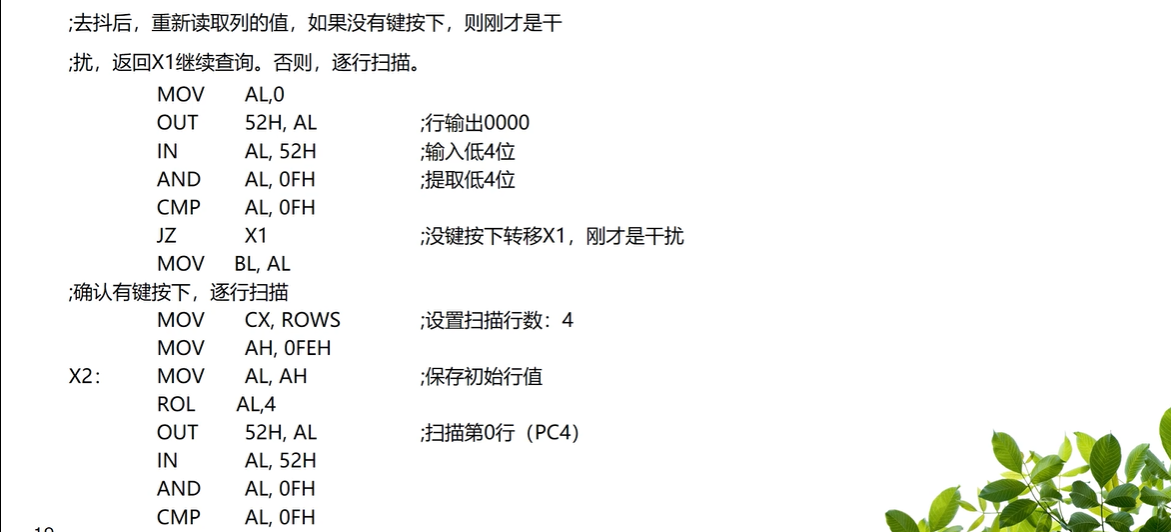 ;去抖后，重新读取列的值，如果没有键按下，则刚才是干
;扰，返回X1继续查询。否则，逐行扫描。
MOV AL,0
OUT 52H, AL ;行输出0000
IN AL, 52H ;输入低4位
AND AL, 0FH ;提取低4位
CMP AL, 0FH
JZ X1 ;没键按下转移X1，刚才是干扰
MOV BL, AL
;确认有键按下，逐行扫描
MOV CX, ROWS ;设置扫描行数：4
MOV AH, 0FEH
X2： MOV AL, AH ;保存初始行值
ROL AL,4
OUT 52H, AL ;扫描第0行（PC4）
IN AL, 52H
AND AL, 0FH
CMP AL, 0FH